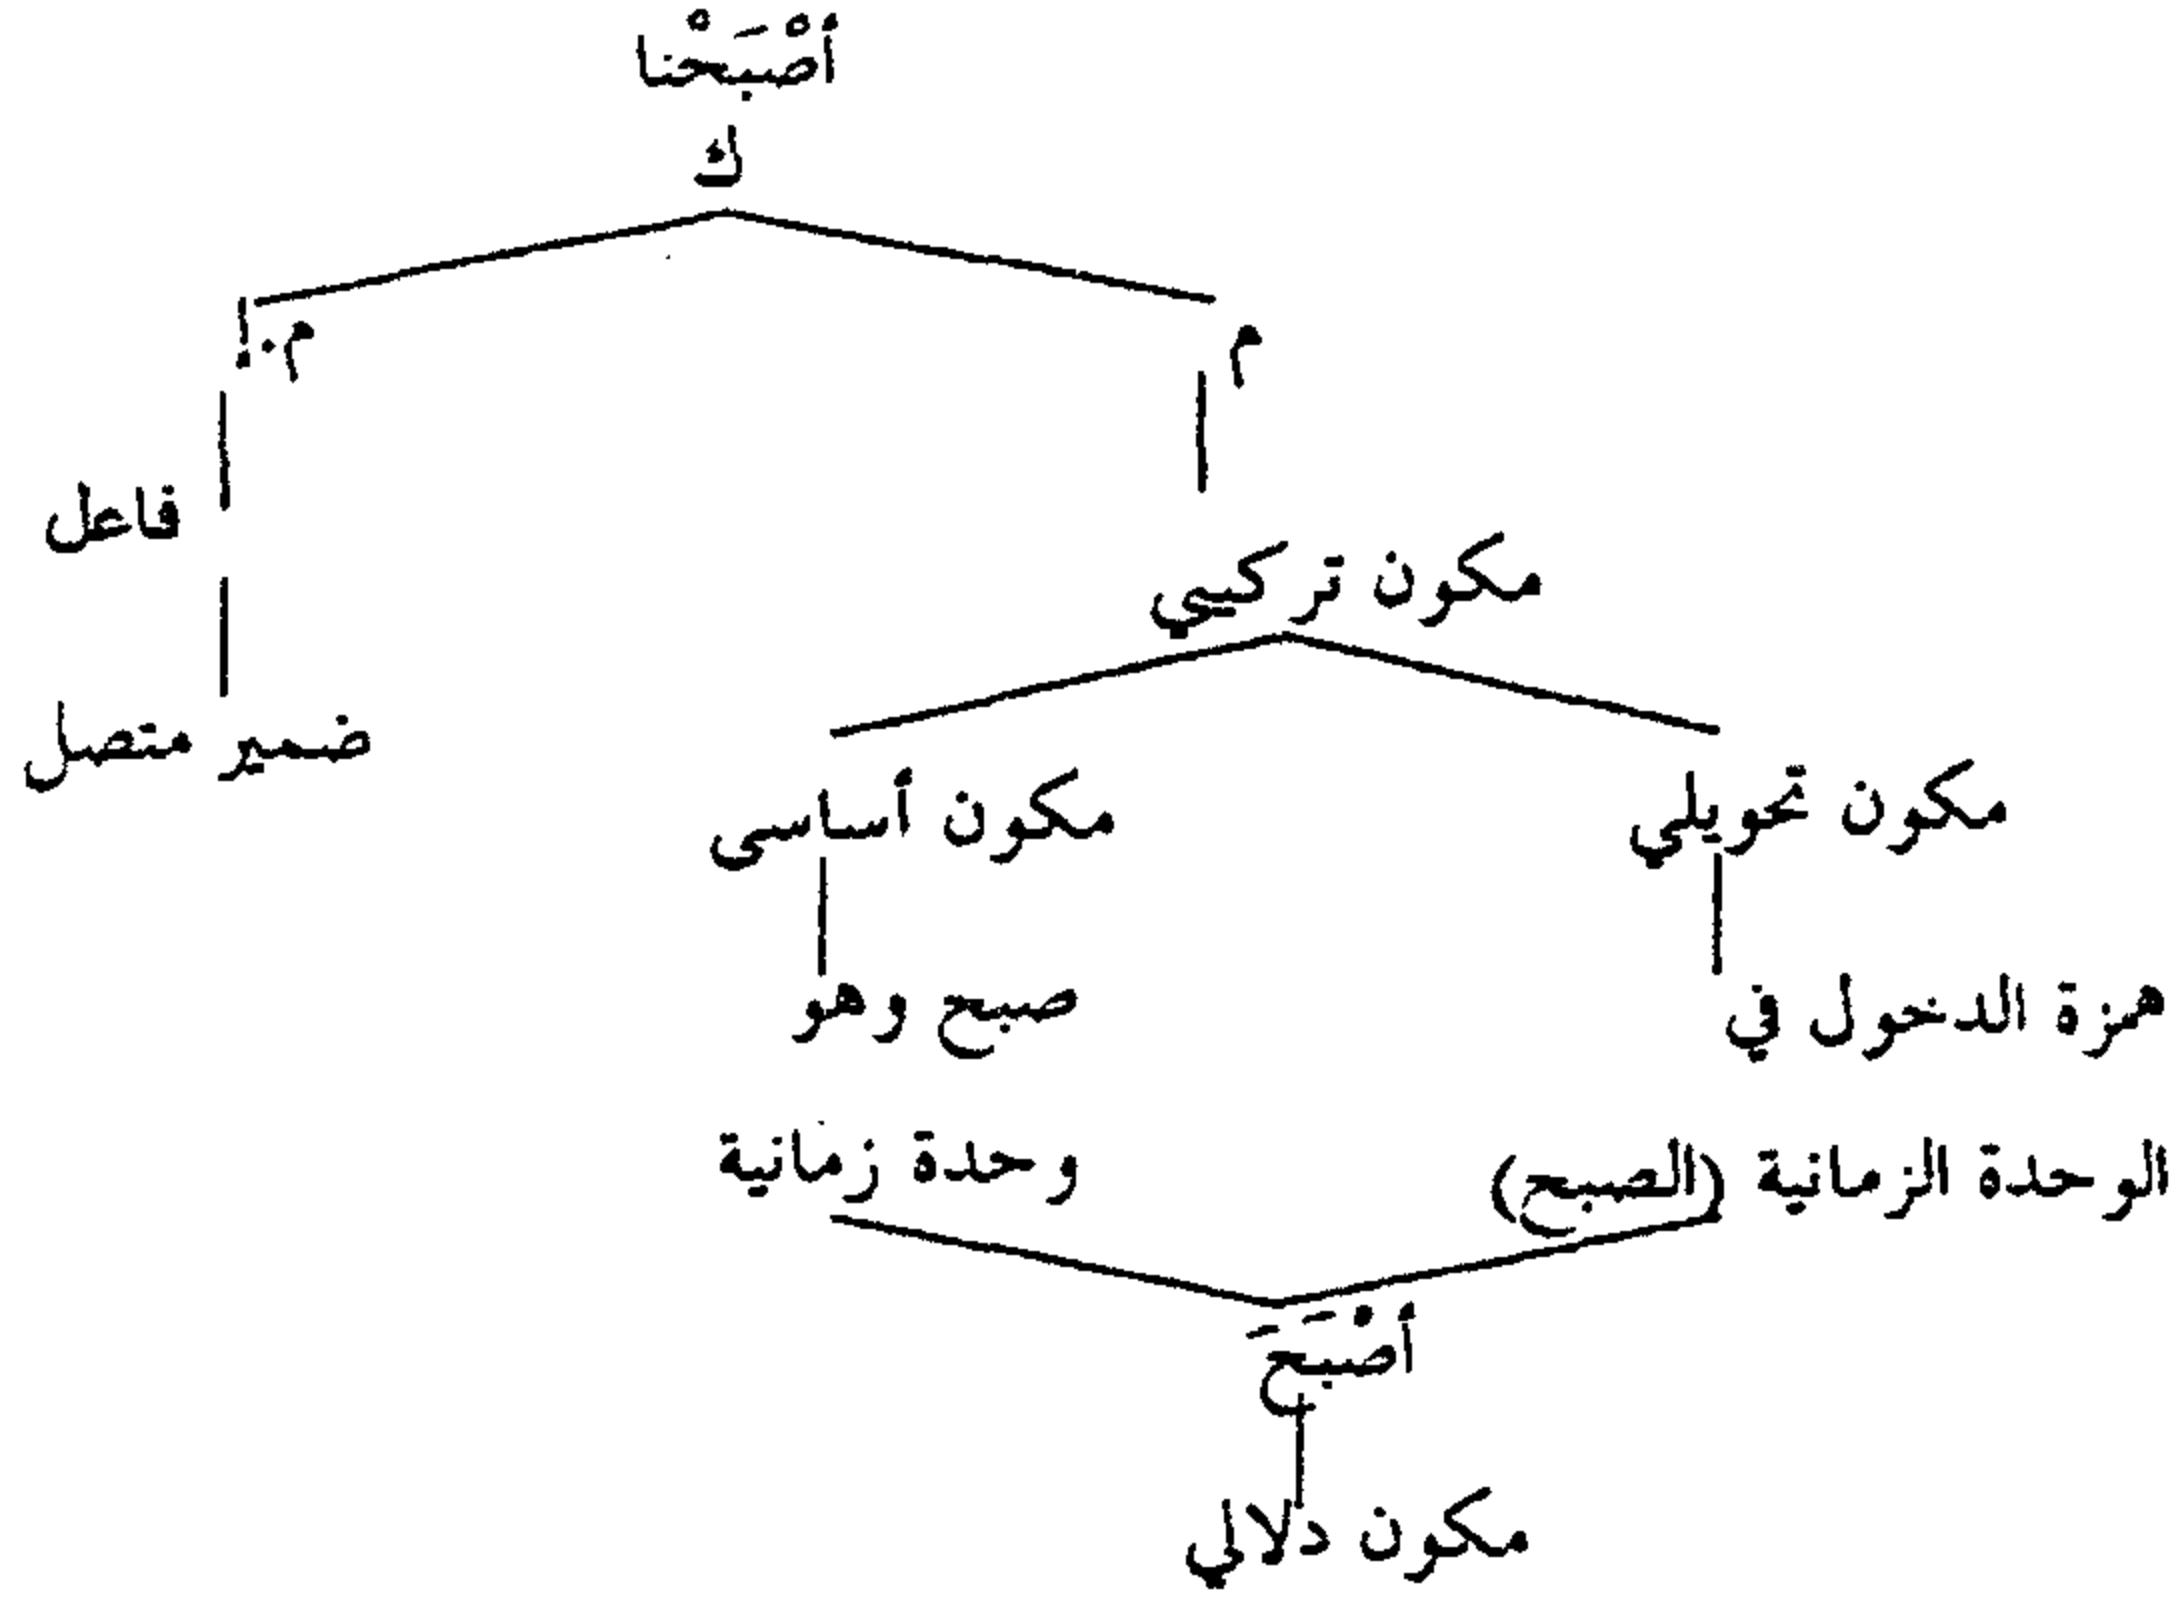 أَصْبَحْنا
ك
م
م.إ
فاعل
مكون تركيبي
ضمير متصل
مكون تحويلي
مكون أساسى
همزة الدخول في
صبح وهو
الوحدة الزمانية (الصبح)
وحدة زمانية
أَصْبَحَ
مكون دلالي